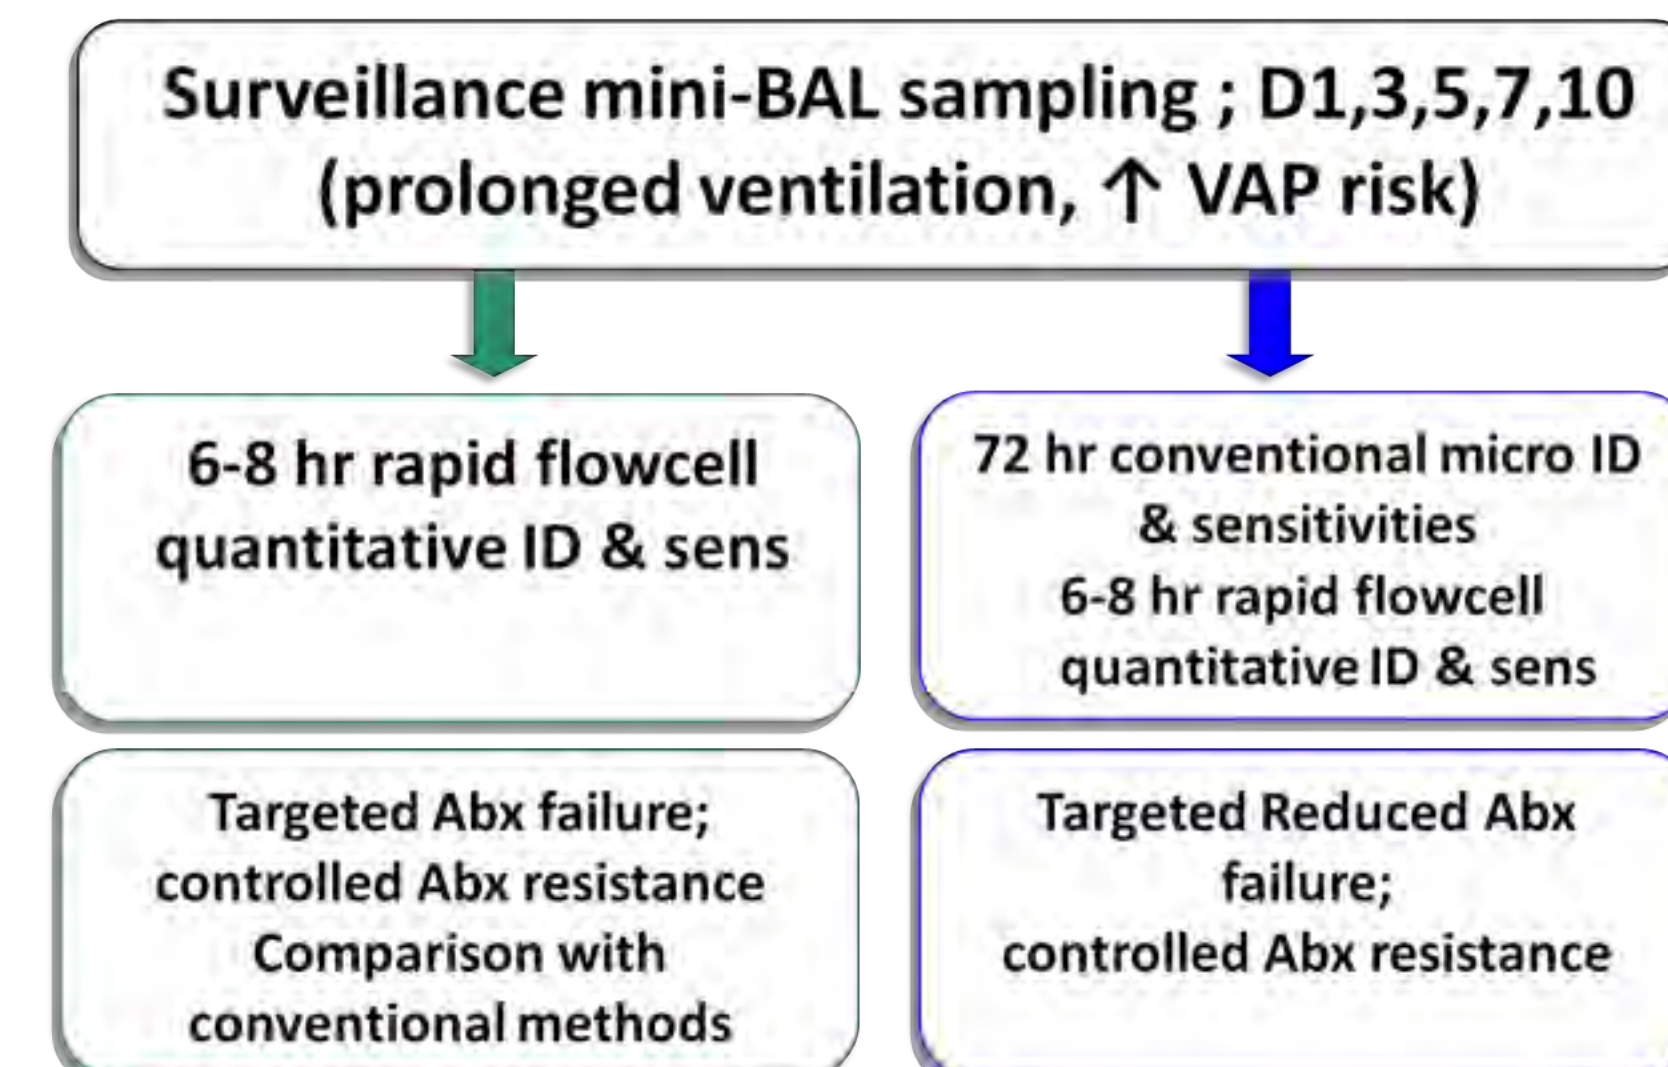 Surveillance mini-BAL sampling ; D1,3,5,7,10
(prolonged ventilation, ↑ VAP risk)
6-8 hr rapid flowcell
quantitative ID & sens
72 hr conventional micro ID
& sensitivities
6-8 hr rapid flowcell
quantitative ID & sens
Targeted Abx failure;
controlled Abx resistance
Comparison with
conventional methods
Targeted Reduced Abx
failure;
controlled Abx resistance